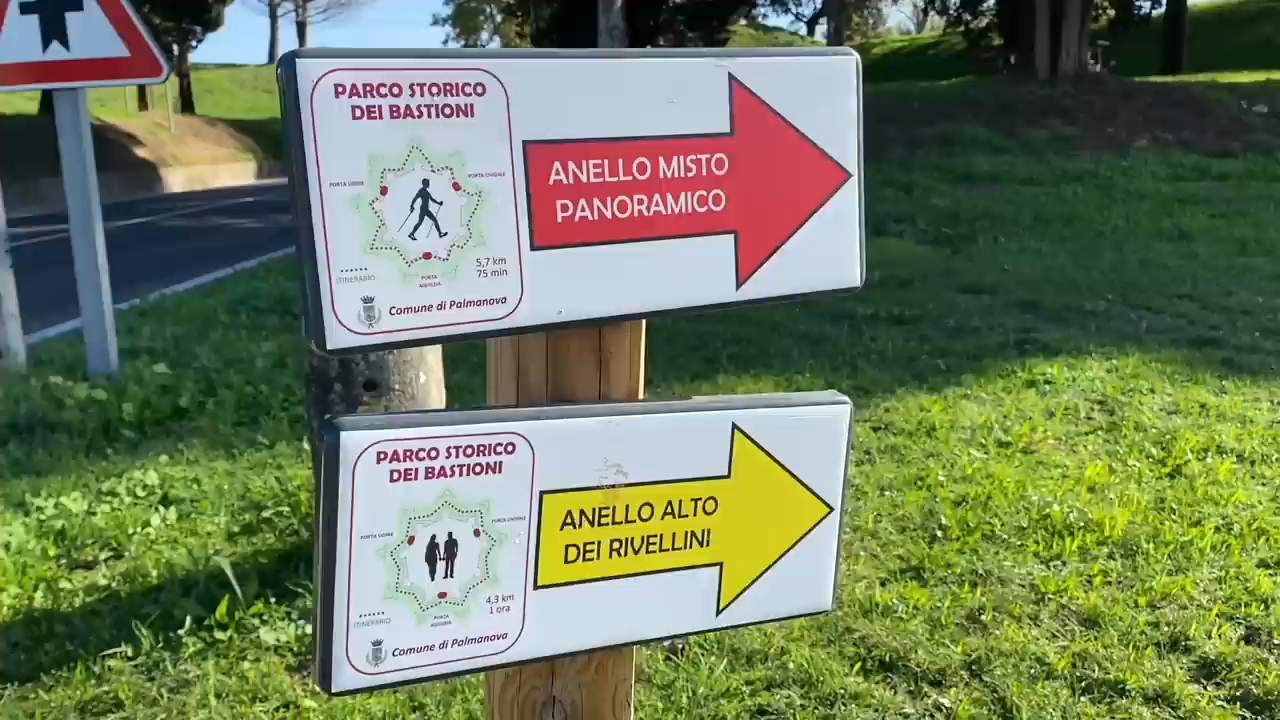 PARCO STORICO
DEI BASTIONI
PORTA UDINE
PORTA CIVIDALE
5,7 km
75 min
ITINERARIO
PORTA
AQUILEIA
Comune di Palmanova
ANELLO MISTO
PANORAMICO
PARCO STORICO
DEI BASTIONI
PORTA UDINE
PORTA CIVIDALE
4,3 km
1 ora
ITINERARIO
PORTA
AQUILEIA
Comune di Palmanova
ANELLO ALTO
DEI RIVELLINI